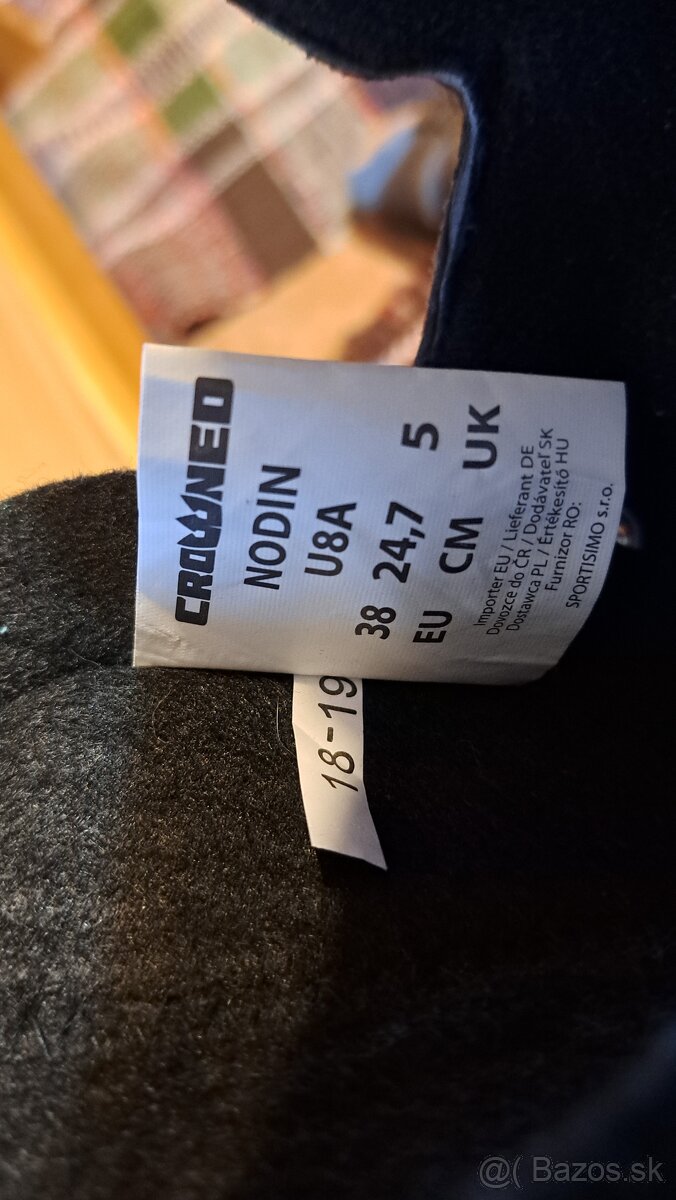 CROWNED
NODIN
U8A
38 24,7 5
EU CM UK
Importer EU / Lieferant DE
Dovozce do ČR / Dodávateľ SK
Dostawca PL / Értékesítő HU
Furnizor RO:
SPORTISIMO s.r.o.
18-19
@( Bazos.sk